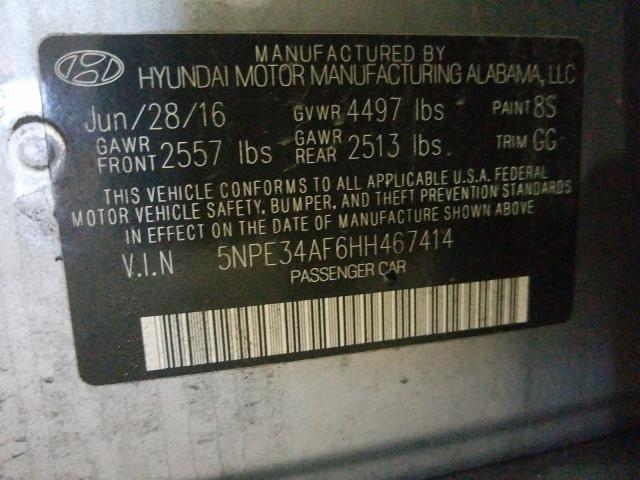 MANUFACTURED BY
HYUNDAI MOTOR MANUFACTURING ALABAMA, LLC
Jun/28/16 GVWR 4497 lbs PAINT 8S
GAWR FRONT 2557 lbs GAWR REAR 2513 lbs TRIM GG
THIS VEHICLE CONFORMS TO ALL APPLICABLE U.S.A. FEDERAL
MOTOR VEHICLE SAFETY, BUMPER, AND THEFT PREVENTION STANDARDS
IN EFFECT ON THE DATE OF MANUFACTURE SHOWN ABOVE
V.I.N 5NPE34AF6HH467414
PASSENGER CAR